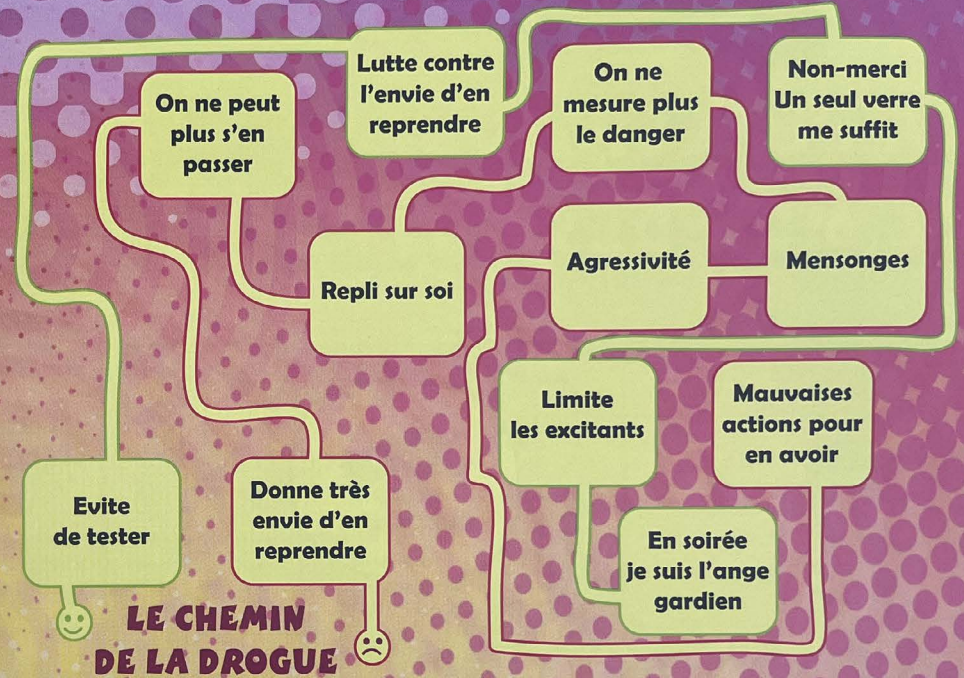 Lutte contre
l'envie d'en
reprendre
On ne
mesure plus
le danger
Non-merci
Un seul verre
me suffit
On ne peut
plus s'en
passer
Repli sur soi
Agressivité
Mensonges
Limite
les excitants
Mauvaises
actions pour
en avoir
Evite
de tester
Donne très
envie d'en
reprendre
En soirée
je suis l'ange
gardien
LE CHEMIN
DE LA DROGUE